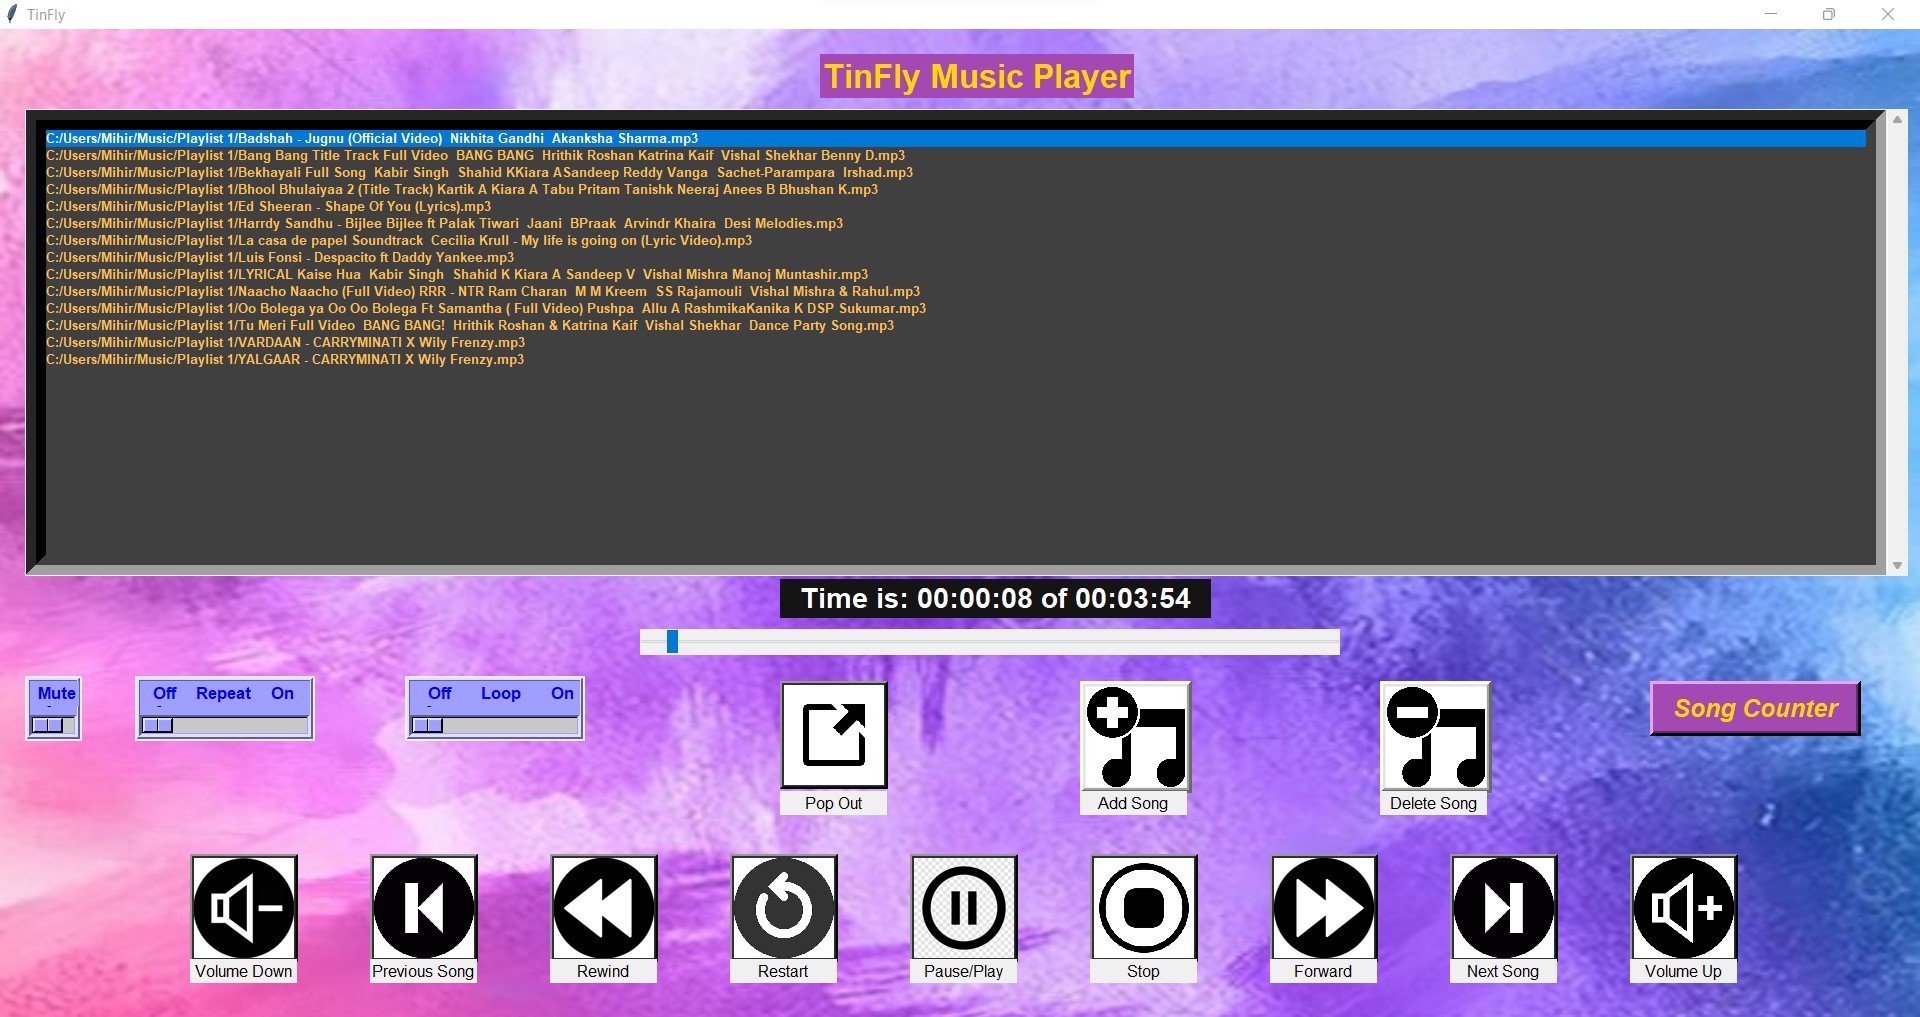 TinFly
TinFly Music Player
C:/Users/Mihir/Music/Playlist 1/Badshah - Jugnu (Official Video)  Nikhita Gandhi  Akanksha Sharma.mp3
C:/Users/Mihir/Music/Playlist 1/Bang Bang Title Track Full Video  BANG BANG  Hrithik Roshan Katrina Kaif  Vishal Shekhar Benny D.mp3
C:/Users/Mihir/Music/Playlist 1/Bekhayali Full Song  Kabir Singh  Shahid KKiara ASandeep Reddy Vanga  Sachet-Parampara  Irshad.mp3
C:/Users/Mihir/Music/Playlist 1/Bhool Bhulaiyaa 2 (Title Track) Kartik A Kiara A Tabu Pritam Tanishk Neeraj Anees B Bhushan K.mp3
C:/Users/Mihir/Music/Playlist 1/Ed Sheeran - Shape Of You (Lyrics).mp3
C:/Users/Mihir/Music/Playlist 1/Harrdy Sandhu - Bijlee Bijlee ft Palak Tiwari  Jaani  BPraak  Arvindr Khaira  Desi Melodies.mp3
C:/Users/Mihir/Music/Playlist 1/La casa de papel Soundtrack  Cecilia Krull - My life is going on (Lyric Video).mp3
C:/Users/Mihir/Music/Playlist 1/Luis Fonsi - Despacito ft Daddy Yankee.mp3
C:/Users/Mihir/Music/Playlist 1/LYRICAL Kaise Hua  Kabir Singh  Shahid K Kiara A Sandeep V  Vishal Mishra Manoj Muntashir.mp3
C:/Users/Mihir/Music/Playlist 1/Naacho Naacho (Full Video) RRR - NTR Ram Charan  M M Kreem  SS Rajamouli  Vishal Mishra & Rahul.mp3
C:/Users/Mihir/Music/Playlist 1/Oo Bolega ya Oo Oo Bolega Ft Samantha ( Full Video) Pushpa  Allu A RashmikaKanika K DSP Sukumar.mp3
C:/Users/Mihir/Music/Playlist 1/Tu Meri Full Video  BANG BANG!  Hrithik Roshan & Katrina Kaif  Vishal Shekhar  Dance Party Song.mp3
C:/Users/Mihir/Music/Playlist 1/VARDAAN - CARRYMINATI X Wily Frenzy.mp3
C:/Users/Mihir/Music/Playlist 1/YALGAAR - CARRYMINATI X Wily Frenzy.mp3
Time is: 00:00:08 of 00:03:54
Mute
Off Repeat On
Off Loop On
Song Counter
Pop Out
Add Song
Delete Song
Volume Down
Previous Song
Rewind
Restart
Pause/Play
Stop
Forward
Next Song
Volume Up